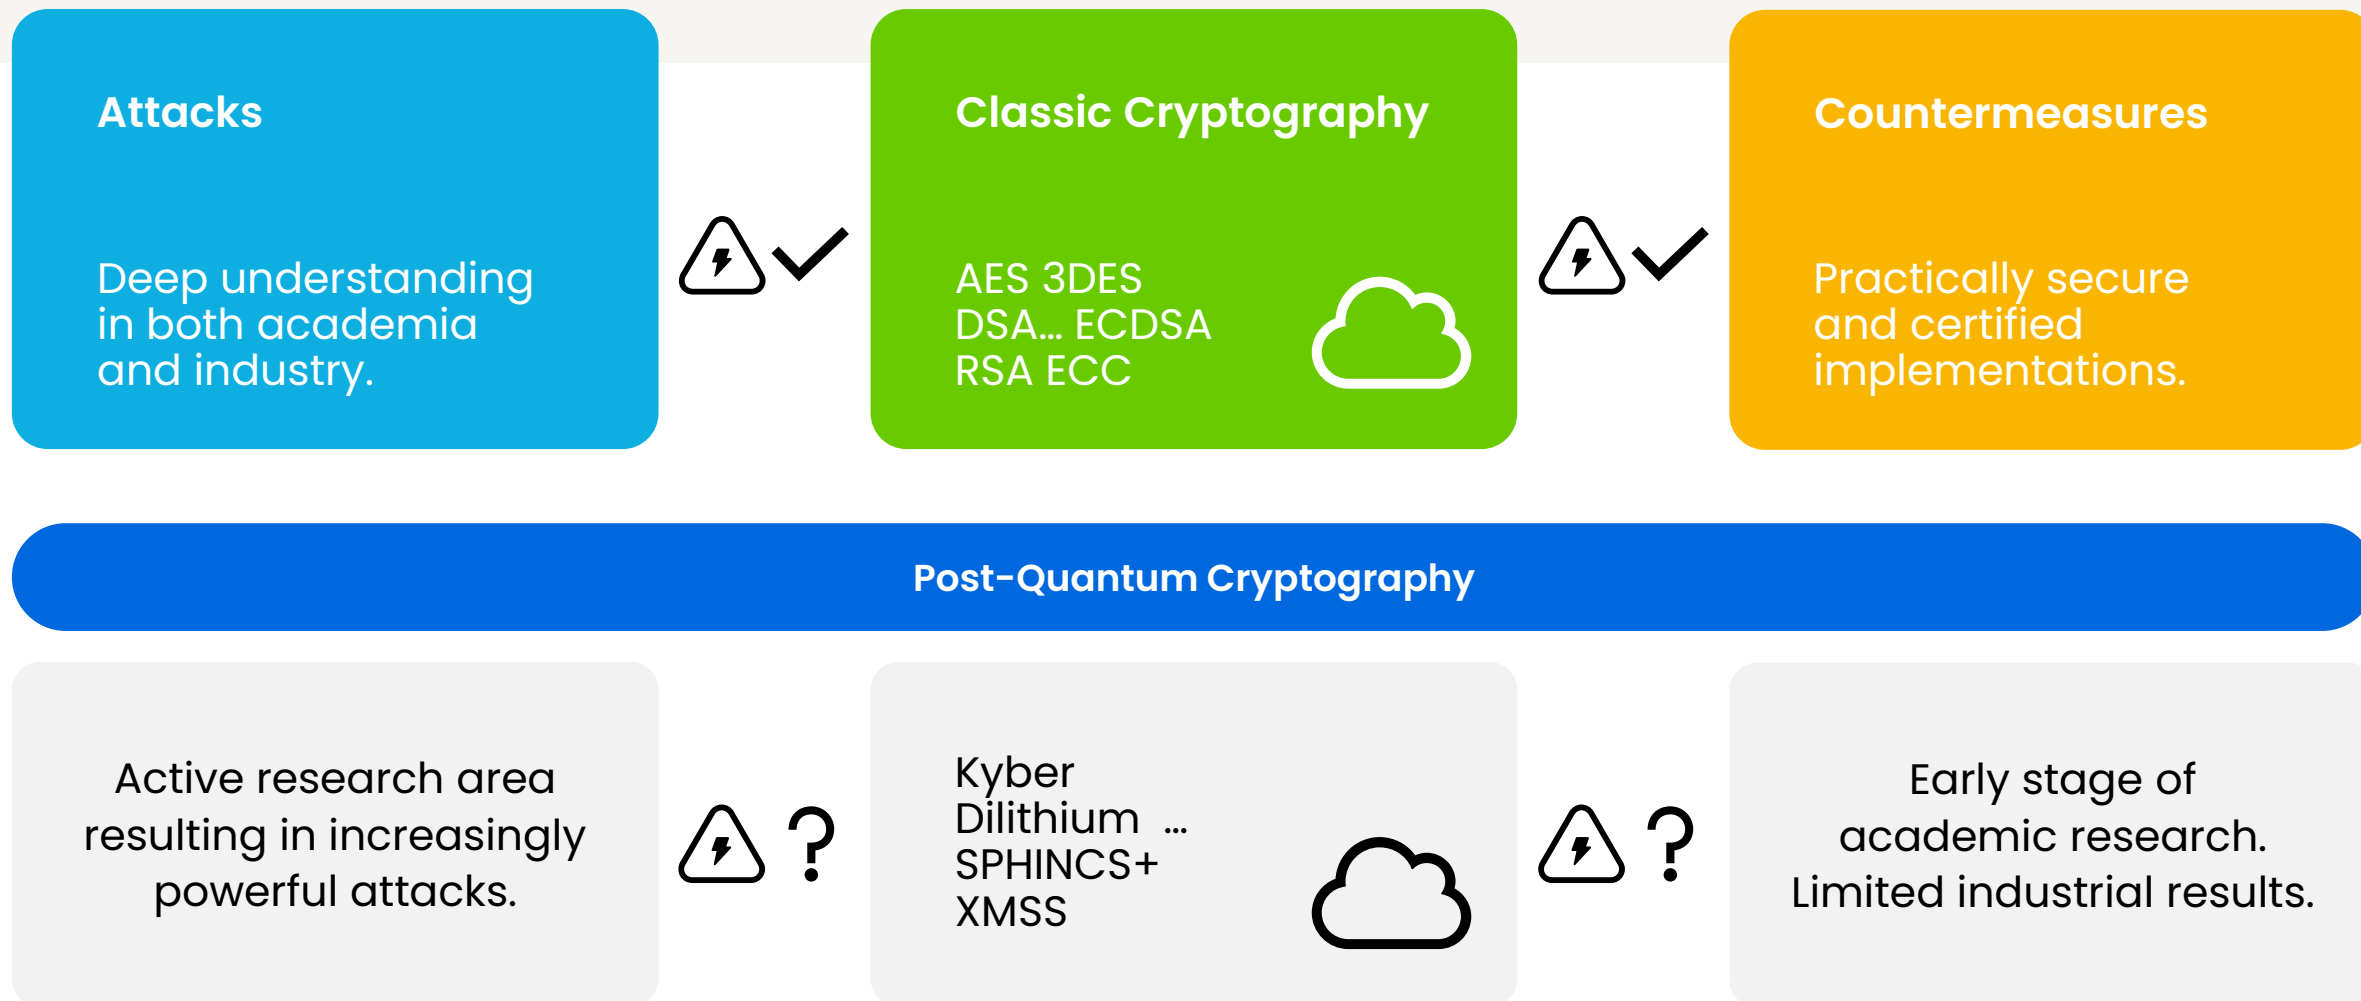 Attacks
Deep understanding
in both academia
and industry.
Classic Cryptography
AES 3DES
DSA... ECDSA
RSA ECC
Countermeasures
Practically secure
and certified
implementations.
Post-Quantum Cryptography
Active research area
resulting in increasingly
powerful attacks.
?
Kyber
Dilithium ...
SPHINCS+
XMSS
?
Early stage of
academic research.
Limited industrial results.